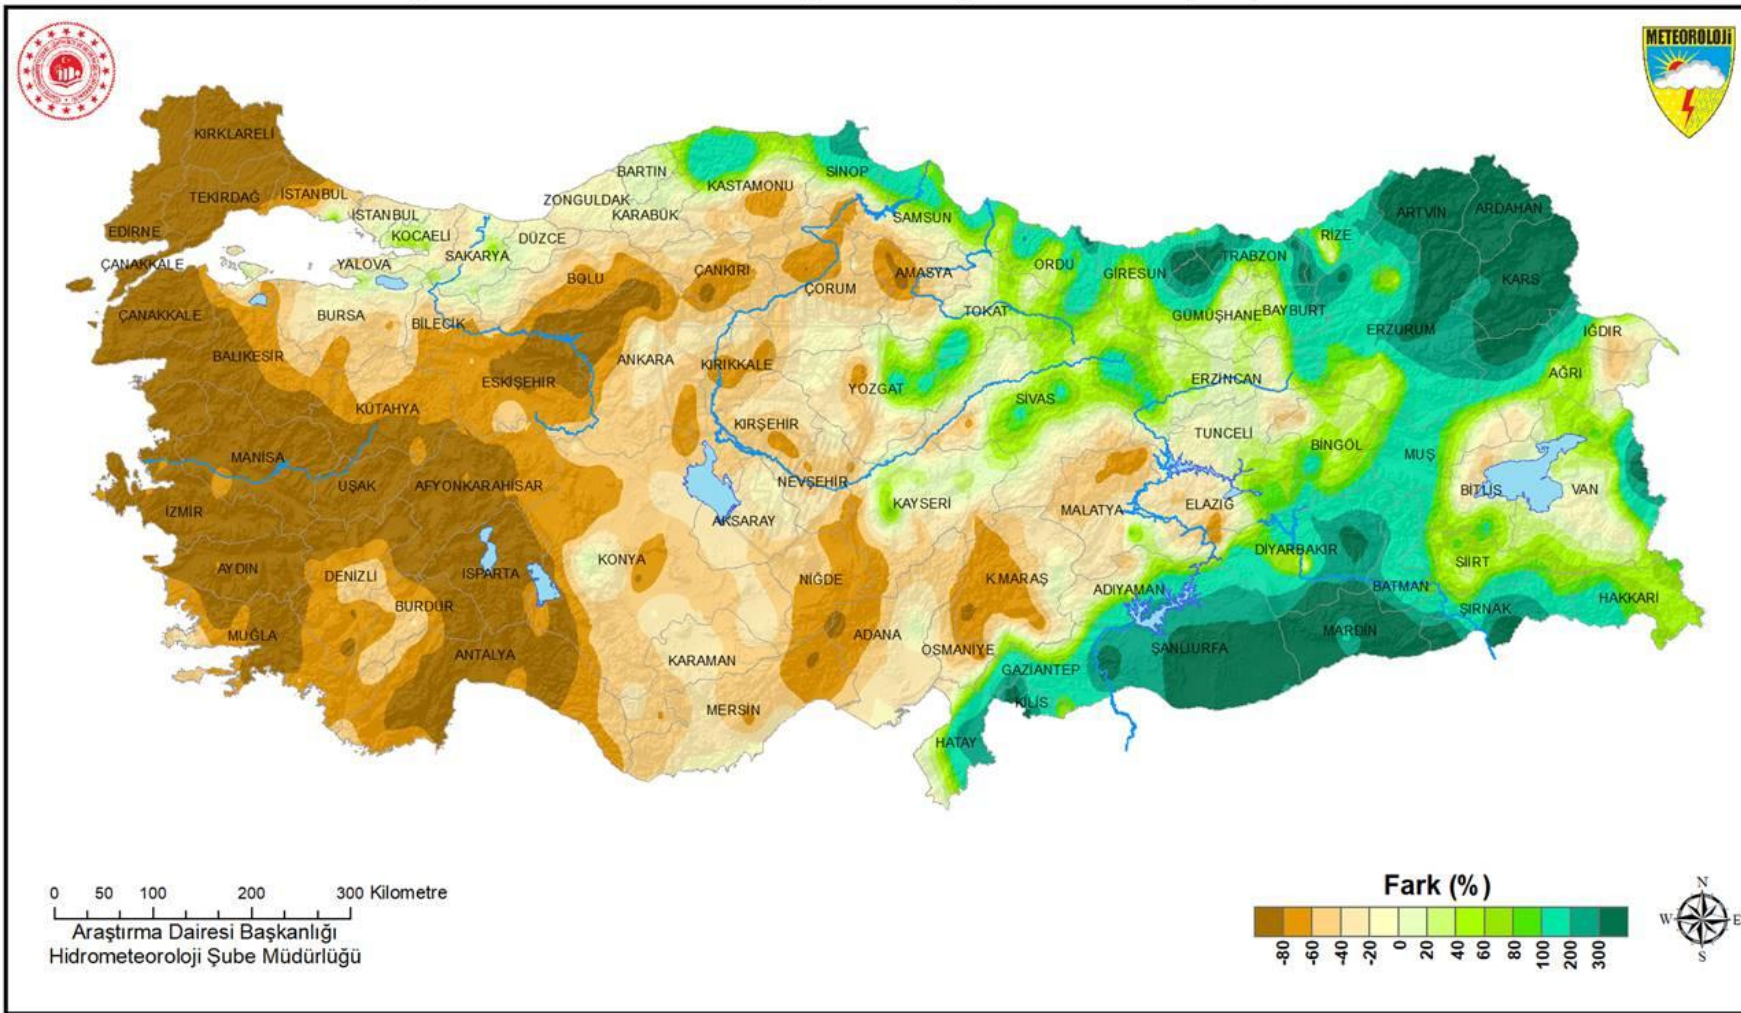 METEOROLOJİ
KIRKLARELİ
TEKİRDAĞ
İSTANBUL
EDİRNE
İSTANBUL
KOCAELİ
ÇANAKKALE
YALOVA
SAKARYA
DÜZCE
ZONGULDAK
BARTIN
KARABÜK
KASTAMONU
SİNOP
SAMSUN
ORDU
GİRESUN
TRABZON
RİZE
ARTVİN
ARDAHAN
KARS
ÇANAKKALE
BURSA
BİLECİK
BOLU
ÇANKIRI
ÇORUM
AMASYA
TOKAT
GÜMÜŞHANE
BAYBURT
ERZURUM
IĞDIR
AĞRI
BALIKESİR
KÜTAHYA
ESKİŞEHİR
ANKARA
KIRIKKALE
YOZGAT
SİVAS
ERZİNCAN
TUNCELİ
BİNGÖL
MUŞ
BİTLİS
VAN
MANİSA
UŞAK
AFYONKARAHİSAR
KIRŞEHİR
NEVŞEHİR
KAYSERİ
MALATYA
ELAZIĞ
İZMİR
AKSARAY
AYDIN
DENİZLİ
BURDUR
ISPARTA
KONYA
NİĞDE
K.MARAŞ
ADIYAMAN
DİYARBAKIR
BATMAN
SİİRT
ŞIRNAK
HAKKARİ
MUĞLA
ANTALYA
KARAMAN
ADANA
OSMANİYE
GAZİANTEP
ŞANLIURFA
MARDİN
MERSİN
KİLİS
HATAY
0 50 100 200 300 Kilometre
Araştırma Dairesi Başkanlığı
Hidrometeoroloji Şube Müdürlüğü
Fark (%)
-80 -60 -40 -20 0 20 40 60 80 100 200 300
N
W E
S